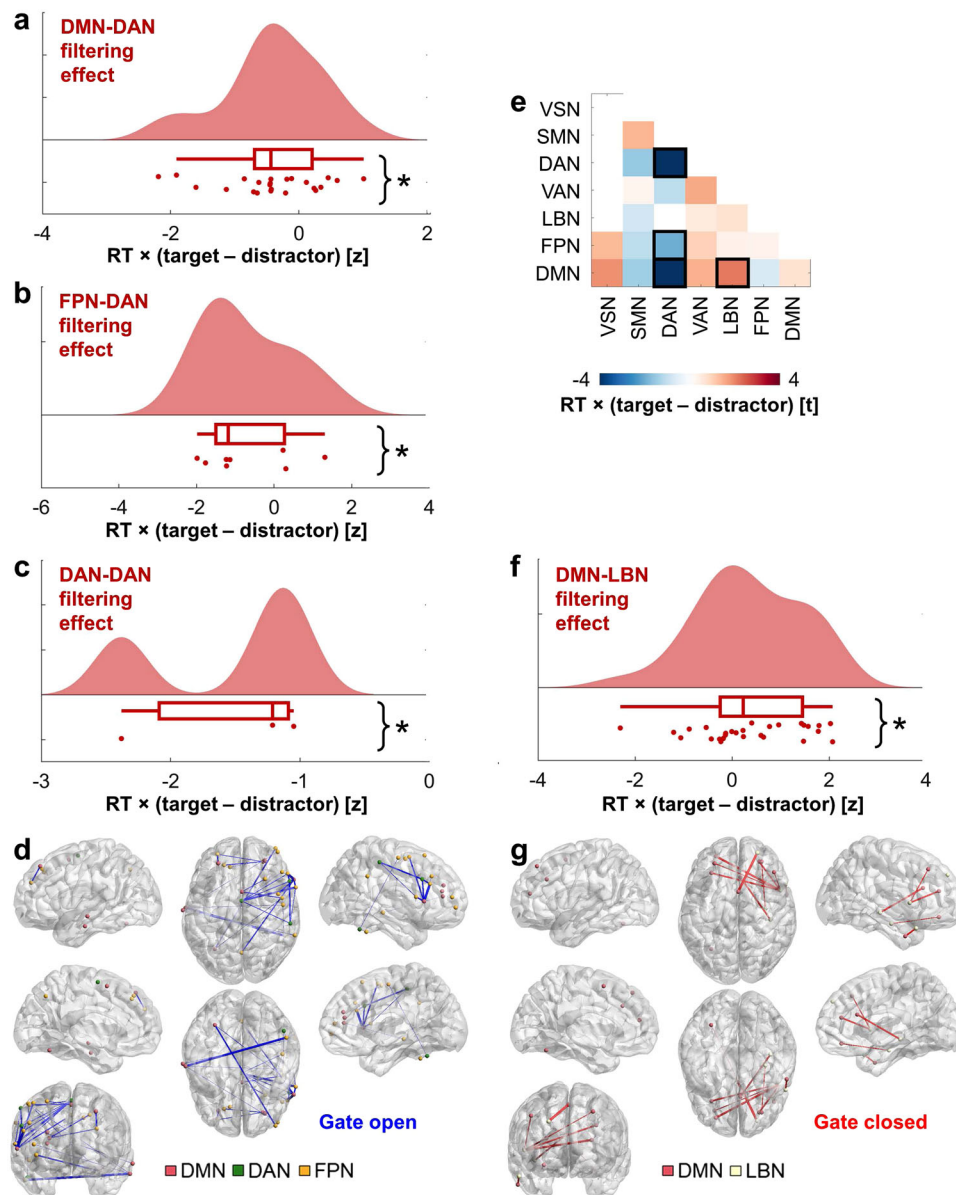 a
DMN-DAN
filtering
effect
*
-4 -2 0 2
RT × (target – distractor) [z]
b
FPN-DAN
filtering
effect
*
-6 -4 -2 0 2 4
RT × (target – distractor) [z]
c
DAN-DAN
filtering
effect
*
-3 -2 -1 0
RT × (target – distractor) [z]
d
Gate open
DMN DAN FPN
e
VSN
SMN
DAN
VAN
LBN
FPN
DMN
VSN SMN DAN VAN LBN FPN DMN
-4 4
RT × (target – distractor) [t]
f
DMN-LBN
filtering
effect
*
-4 -2 0 2 4
RT × (target – distractor) [z]
g
Gate closed
DMN LBN